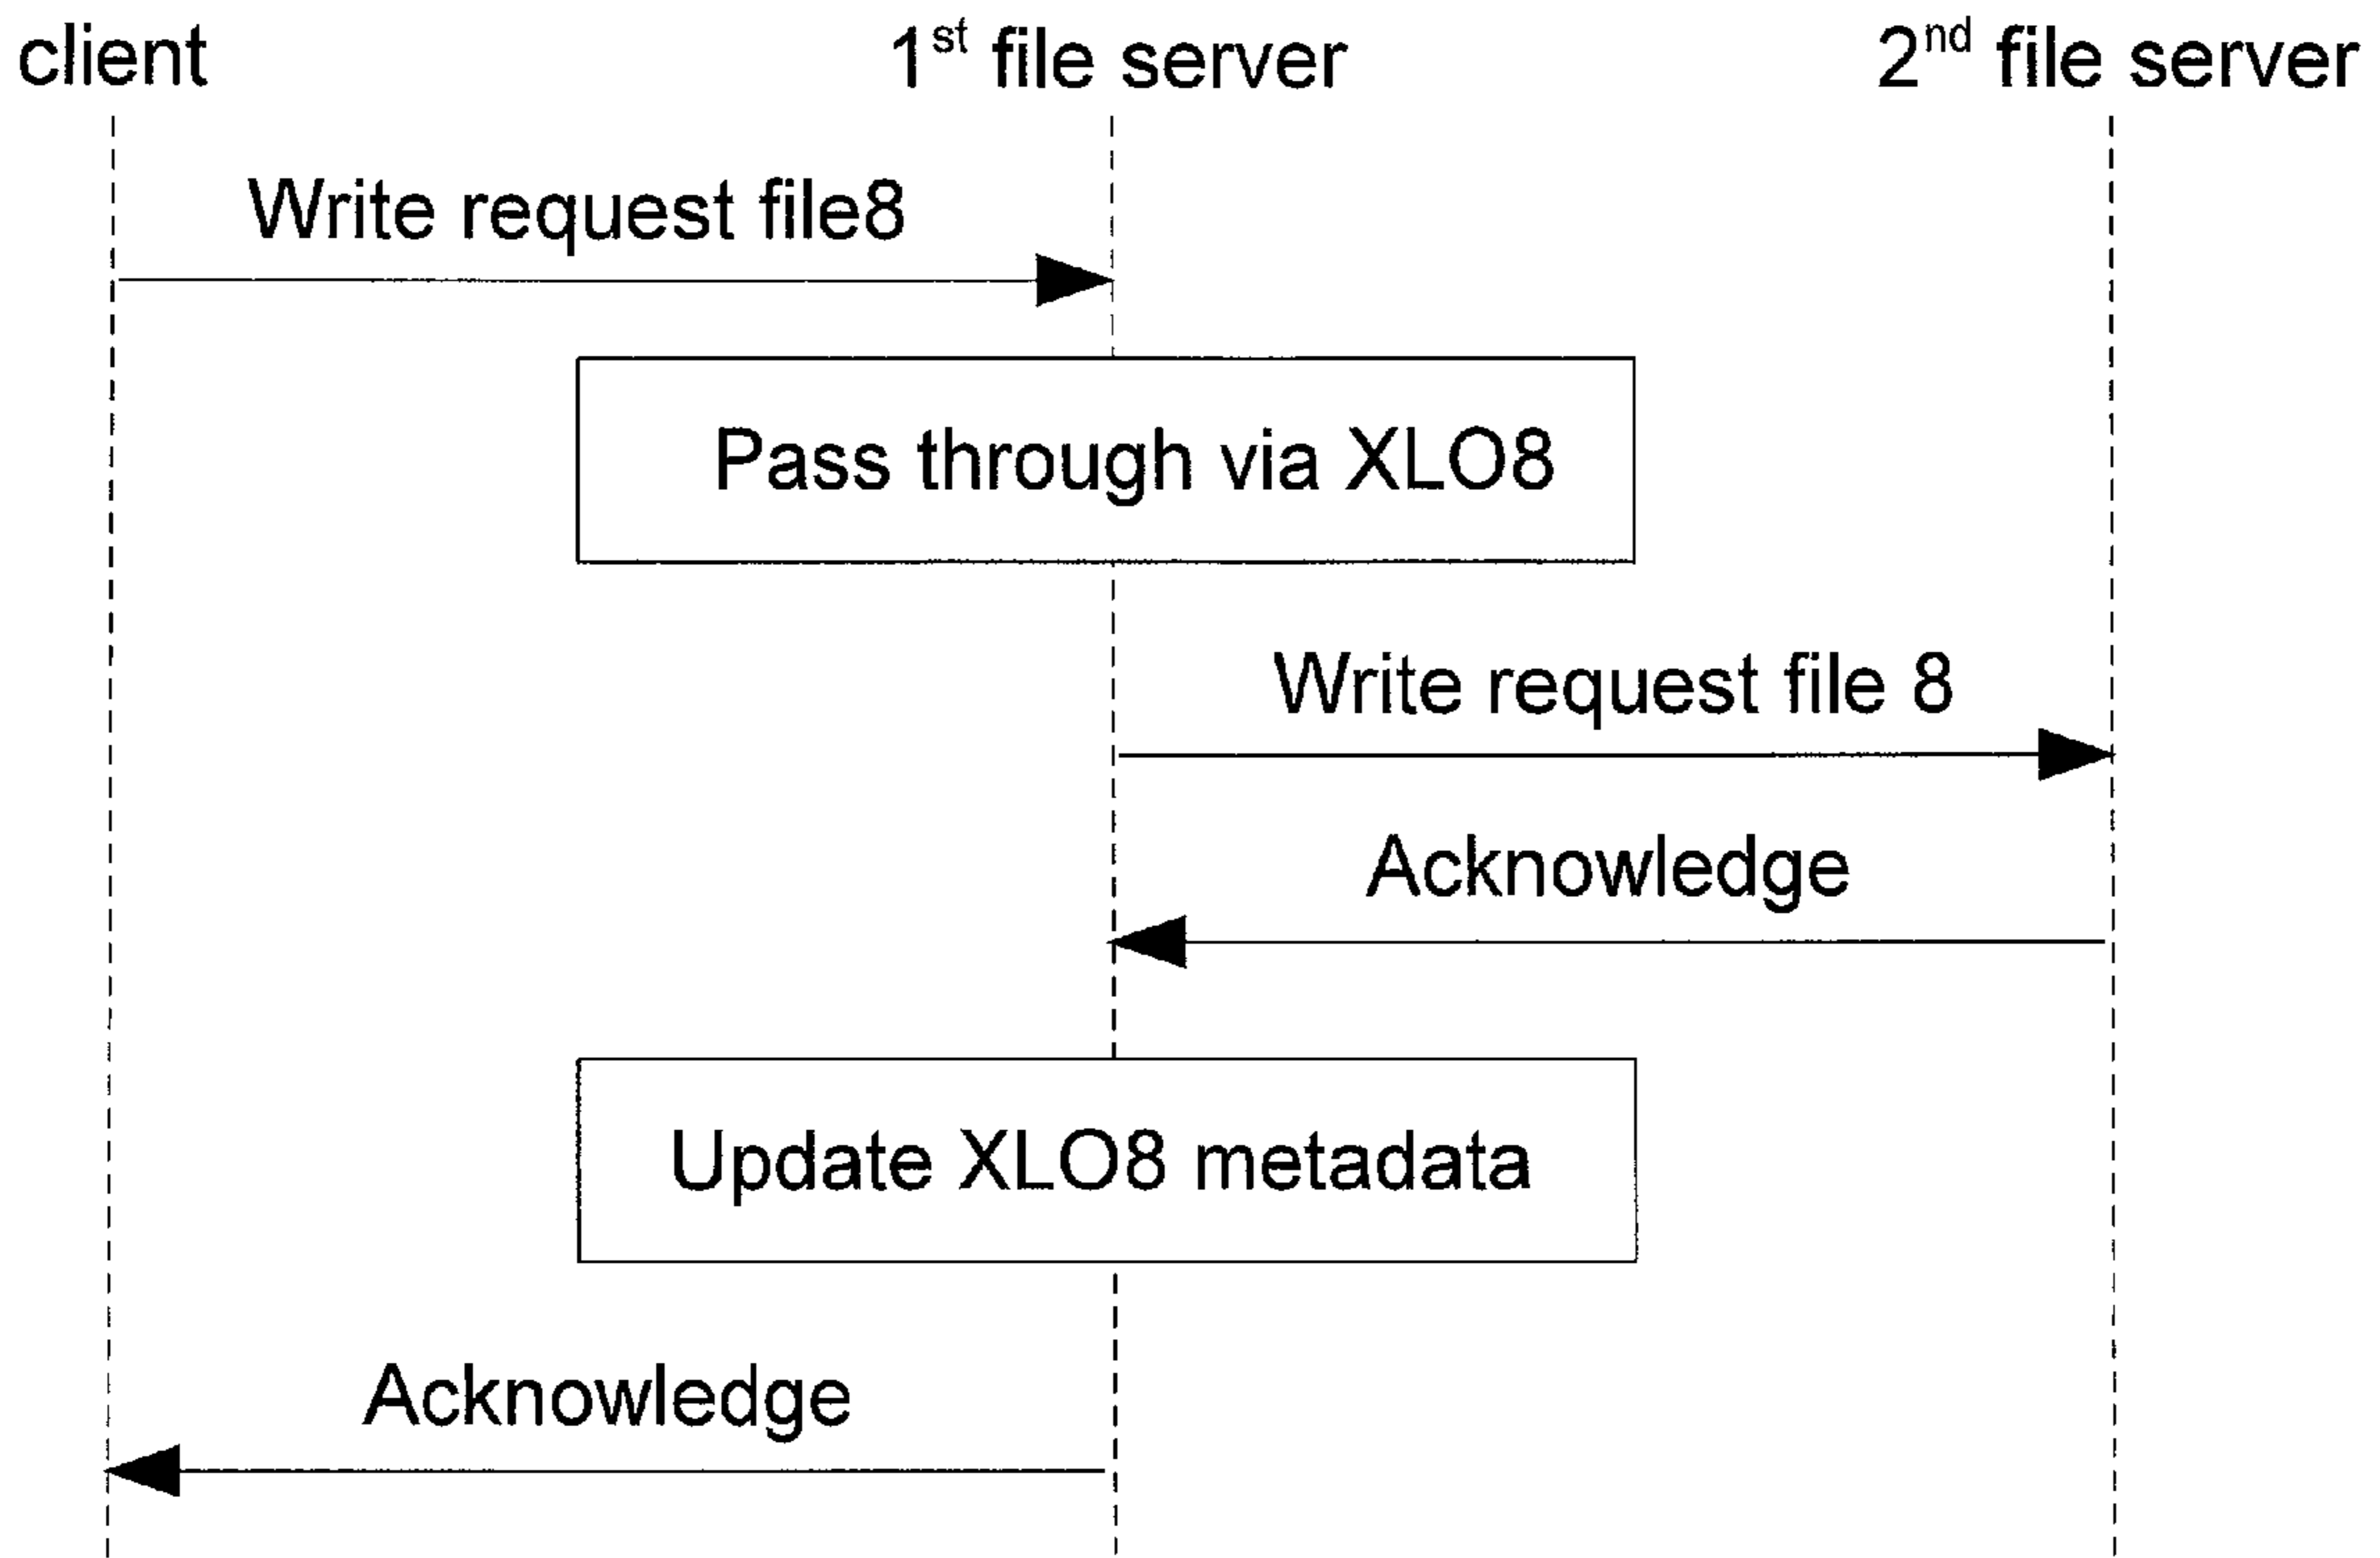 client
1st file server
2nd file server
Write request file8
Pass through via XLO8
Write request file 8
Acknowledge
Update XLO8 metadata
Acknowledge